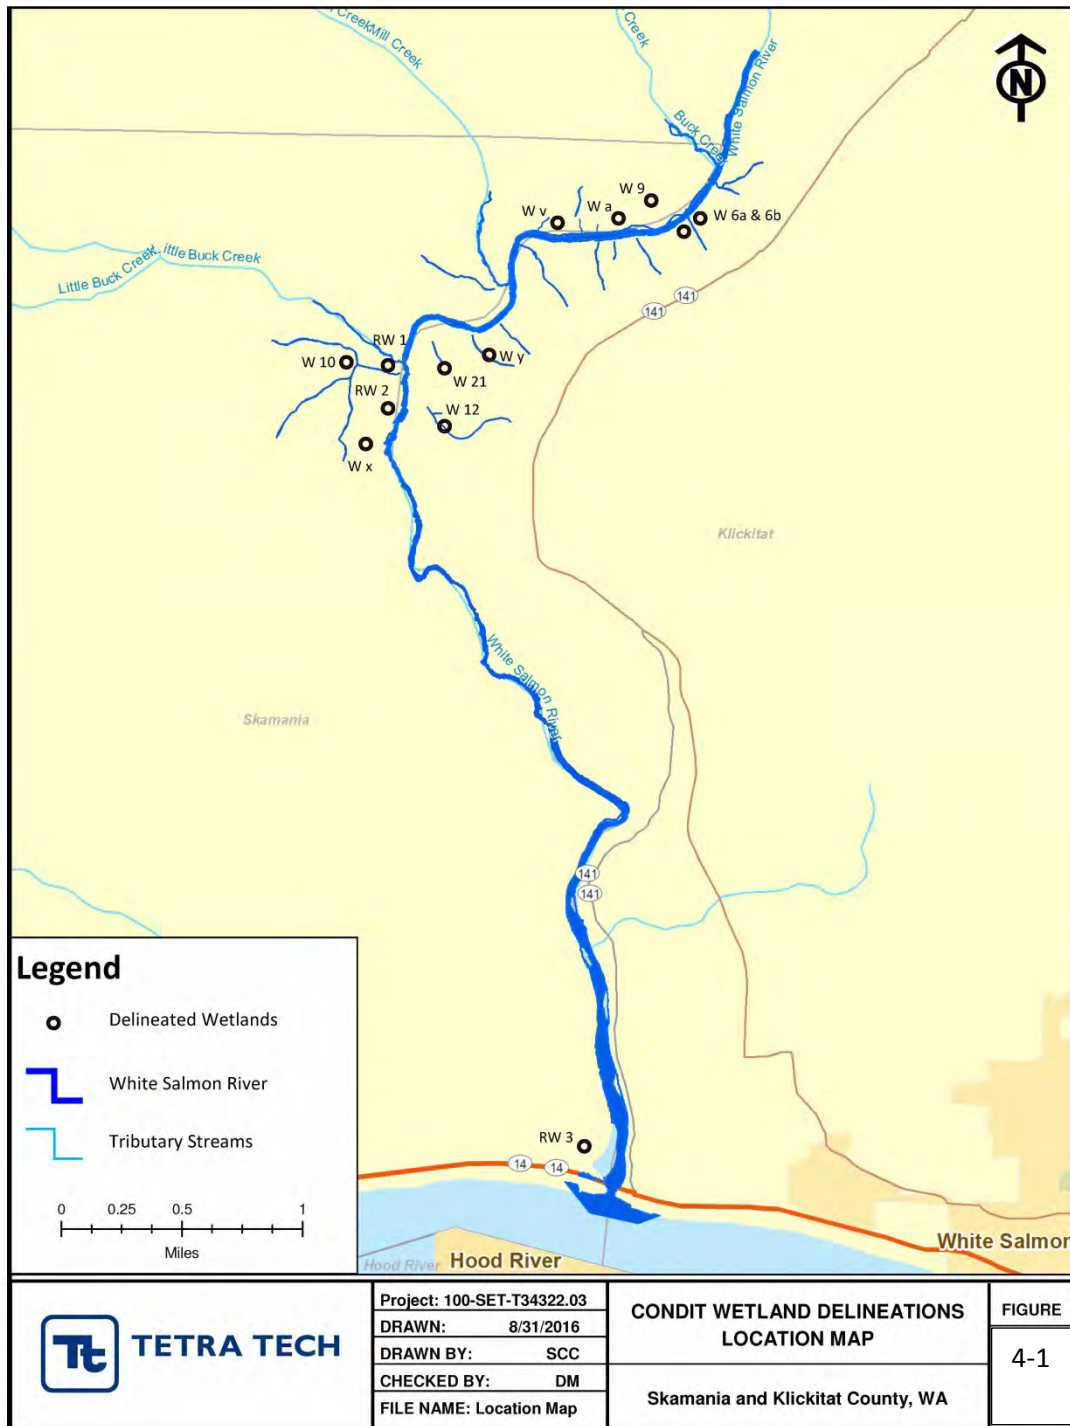 Creek
Mill Creek
Creek
White Salmon River
Buck Creek
N
W 9
W v
W a
W 6a & 6b
Little Buck Creek
ittle Buck Creek
141
141
RW 1
W 10
W y
W 21
RW 2
W 12
W x
Klickitat
White Salmon River
Skamania
141
141
Legend
Delineated Wetlands
White Salmon River
Tributary Streams
0 0.25 0.5 1
Miles
RW 3
14 14
White Salmon
Hood River Hood River
TETRA TECH
Tt
Project: 100-SET-T34322.03
DRAWN: 8/31/2016
DRAWN BY: SCC
CHECKED BY: DM
FILE NAME: Location Map
CONDIT WETLAND DELINEATIONS
LOCATION MAP
Skamania and Klickitat County, WA
FIGURE
4-1